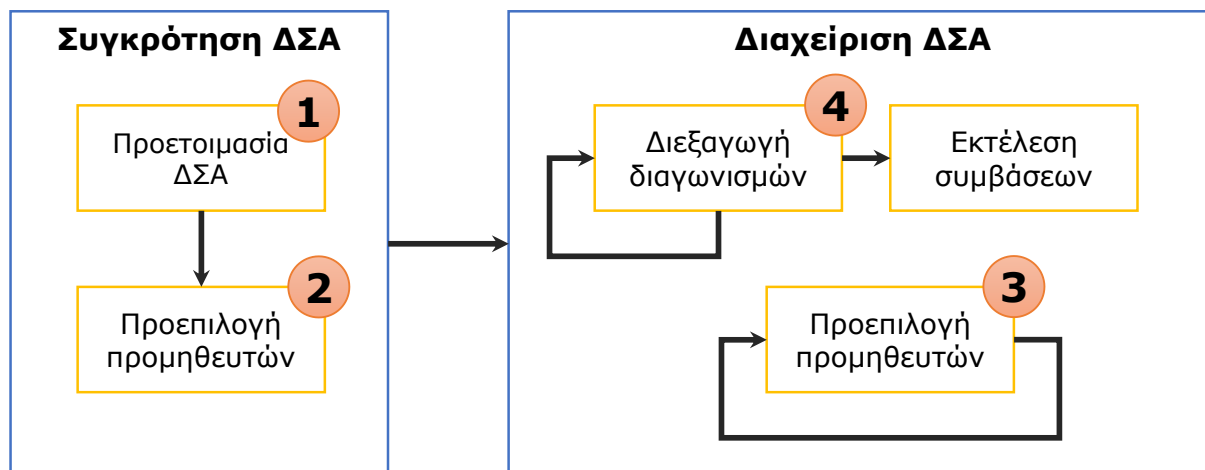 Συγκρότηση ΔΣΑ
1
Προετοιμασία
ΔΣΑ
2
Προεπιλογή
προμηθευτών
Διαχείριση ΔΣΑ
4
Διεξαγωγή
διαγωνισμών
Εκτέλεση
συμβάσεων
3
Προεπιλογή
προμηθευτών